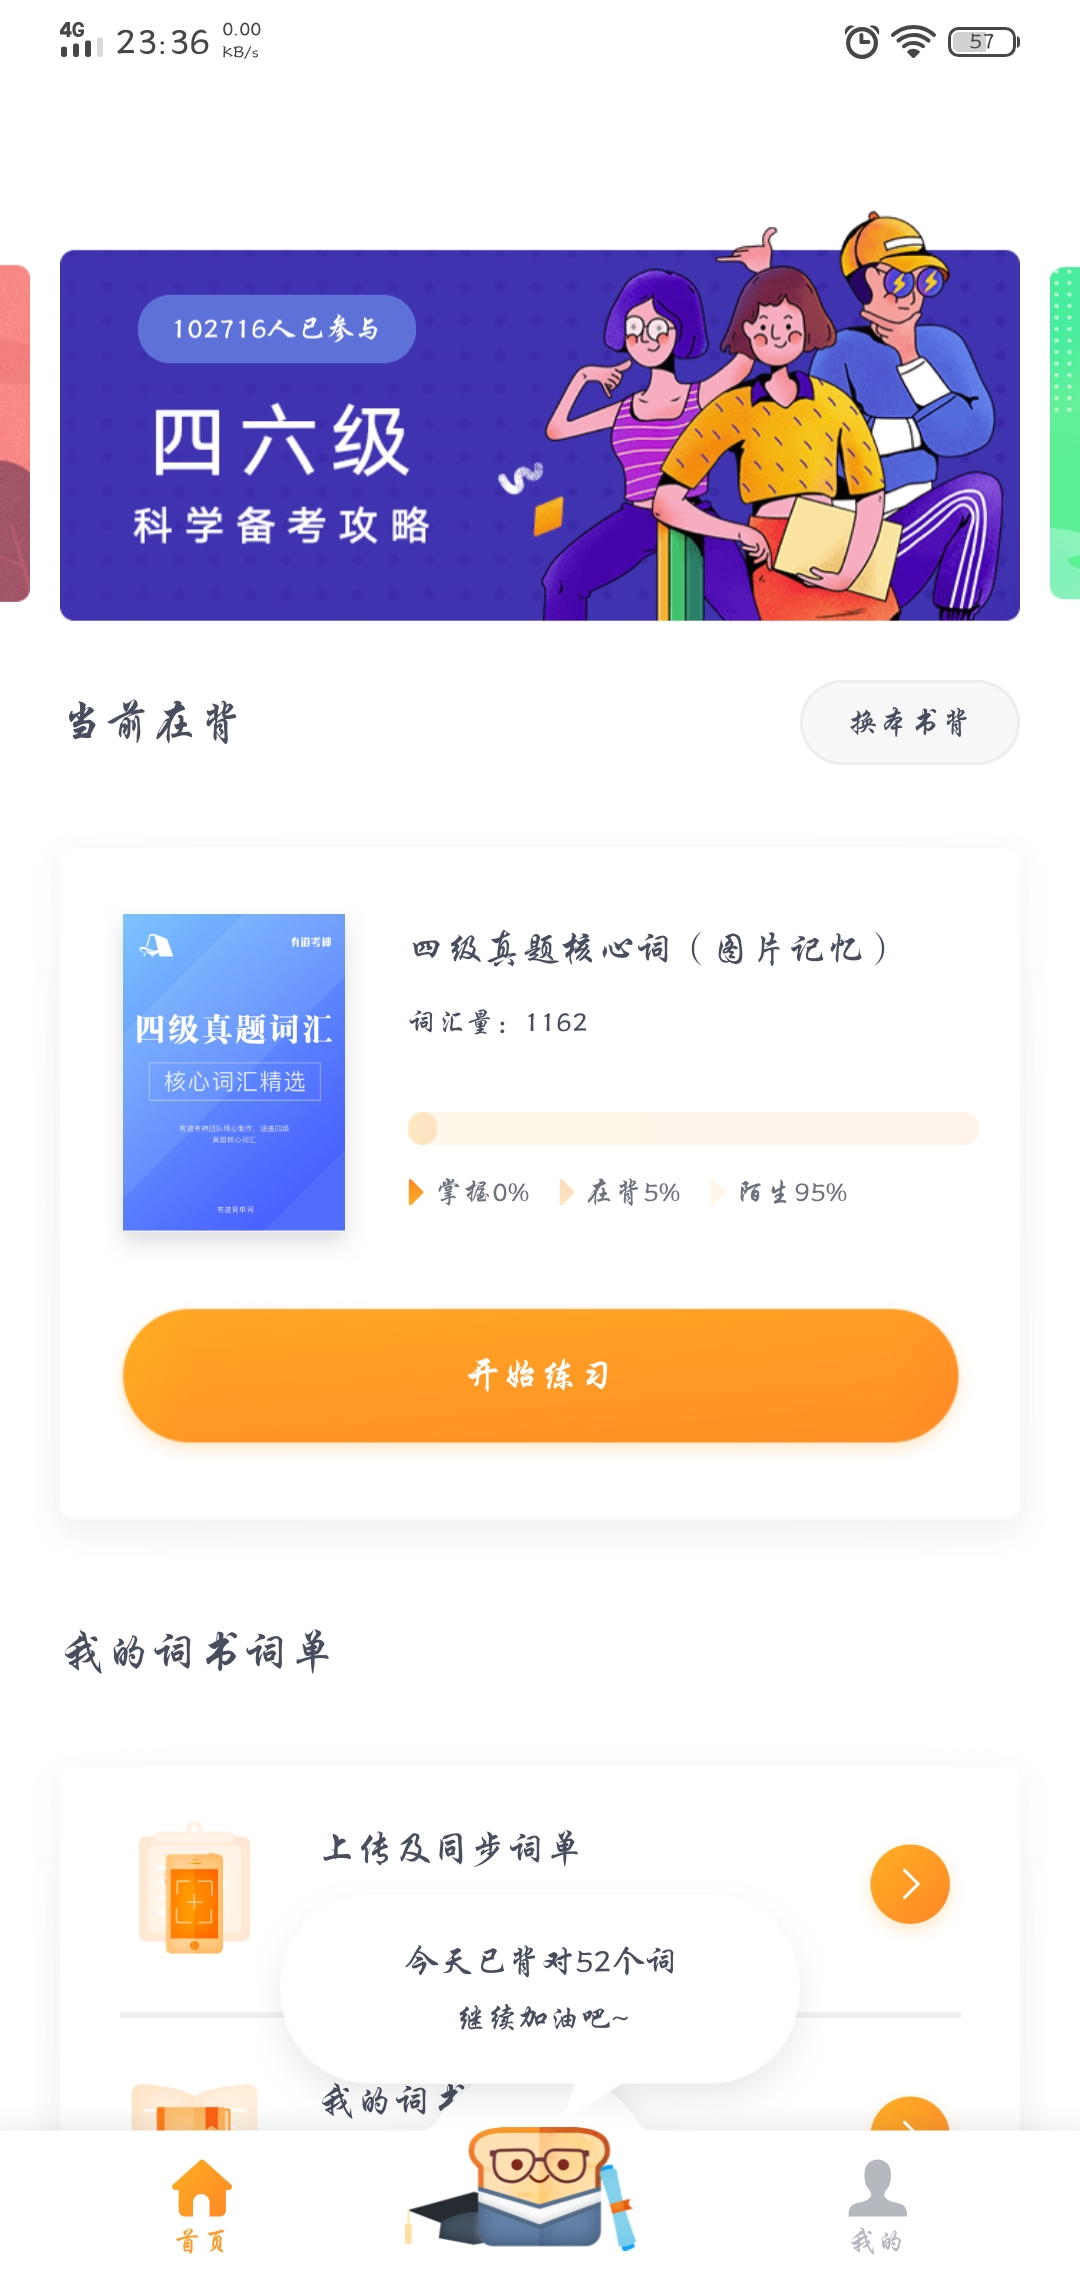 4G 23:36 0.00 KB/s 57
102716人已参与
四六级
科学备考攻略
当前在背
换本书背
有道考神
四级真题词汇
核心词汇精选
有道考神团队核心制作，涵盖四级
真题核心词汇
有道背单词
四级真题核心词（图片记忆）
词汇量：1162
掌握0% 在背5% 陌生95%
开始练习
我的词书词单
上传及同步词单
今天已背对52个词
继续加油吧~
我的词书
首页
我的